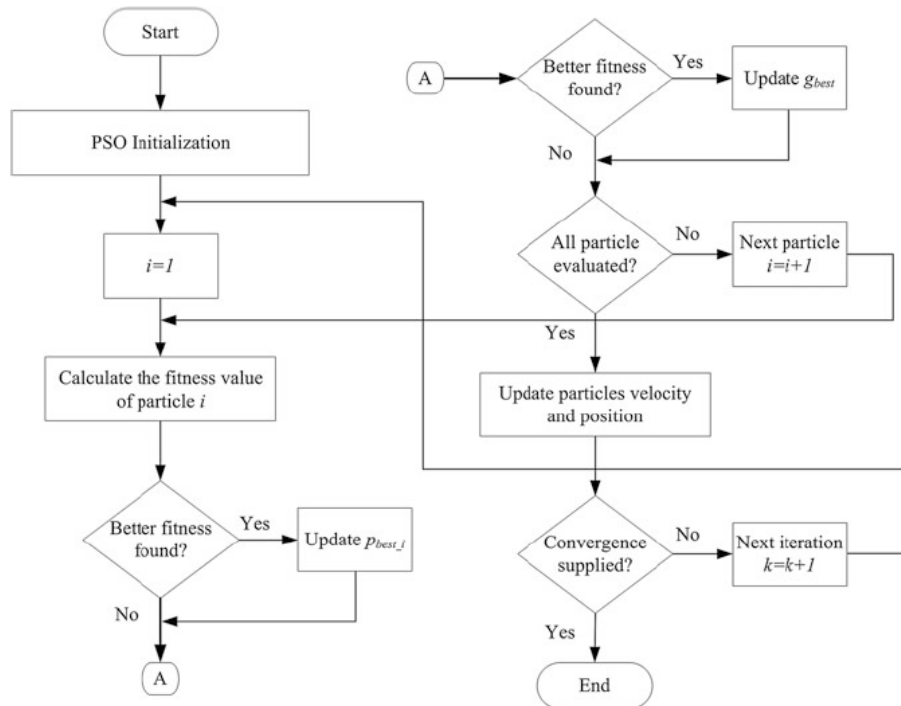 Start
PSO Initialization
i=1
Calculate the fitness value
of particle i
Better fitness
found?
Yes
Update p_best_i
No
A
A
Better fitness
found?
Yes
Update g_best
No
All particle
evaluated?
No
Next particle
i=i+1
Yes
Update particles velocity
and position
Convergence
supplied?
No
Next iteration
k=k+1
Yes
End